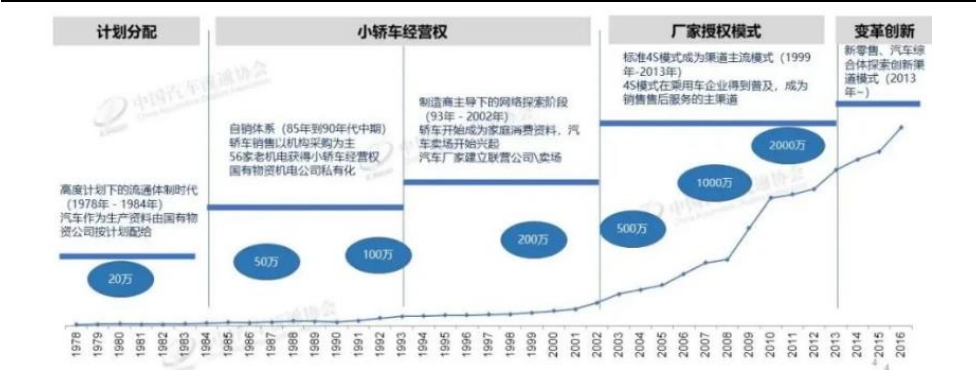 计划分配
小轿车经营权
厂家授权模式
变革创新
高度计划下的流通体制时代
（1978年 - 1984年）
汽车作为生产资料由国有物
资公司按计划配给
自销体系（85年到90年代中期）
轿车销售以机构采购为主
56家老机电获得小轿车经营权
国有物资机电公司私有化
制造商主导下的网络探索阶段
（93年 - 2002年）
轿车开始成为家庭消费资料，汽
车卖场开始兴起
汽车厂家建立联营公司\卖场
标准4S模式成为渠道主流模式（1999
年-2013年）
4S模式在乘用车企业得到普及，成为
销售售后服务的主渠道
新零售、汽车综
合体探索创新渠
道模式（2013
年~）
20万
50万
100万
200万
500万
1000万
2000万
1978 1979 1980 1981 1982 1983 1984 1985 1986 1987 1988 1989 1990 1991 1992 1993 1994 1995 1996 1997 1998 1999 2000 2001 2002 2003 2004 2005 2006 2007 2008 2009 2010 2011 2012 2013 2014 2015 2016
中国汽车流通协会
4